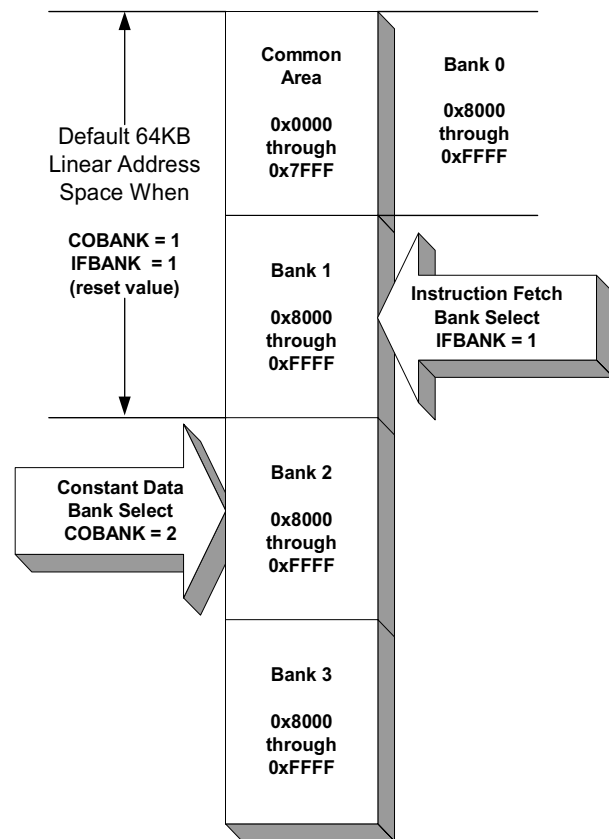 Common
Area
0x0000
through
0x7FFF
Bank 0
0x8000
through
0xFFFF
Default 64KB
Linear Address
Space When
COBANK = 1
IFBANK = 1
(reset value)
Bank 1
0x8000
through
0xFFFF
Instruction Fetch
Bank Select
IFBANK = 1
Constant Data
Bank Select
COBANK = 2
Bank 2
0x8000
through
0xFFFF
Bank 3
0x8000
through
0xFFFF